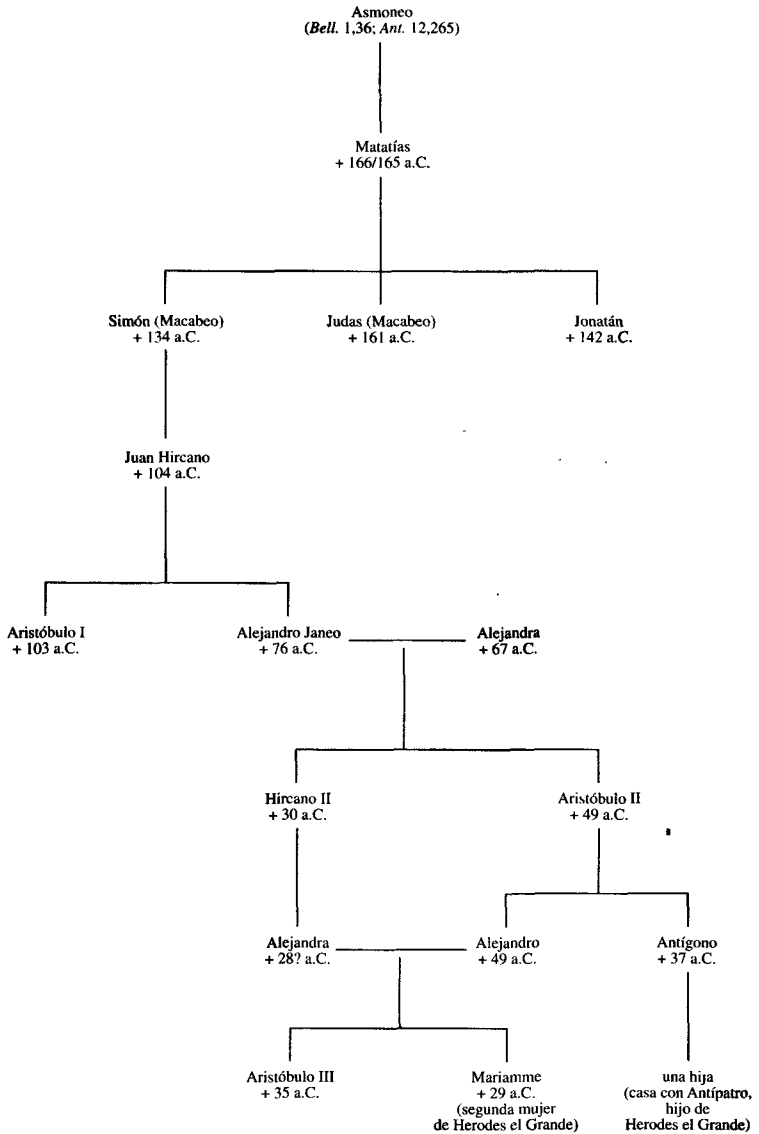 Asmoneo
(Bell. 1,36; Ant. 12,265)
Matatías
+ 166/165 a.C.
Simón (Macabeo)
+ 134 a.C.
Judas (Macabeo)
+ 161 a.C.
Jonatán
+ 142 a.C.
Juan Hircano
+ 104 a.C.
Aristóbulo I
+ 103 a.C.
Alejandro Janeo
+ 76 a.C.
Alejandra
+ 67 a.C.
Hircano II
+ 30 a.C.
Aristóbulo II
+ 49 a.C.
Alejandra
+ 28? a.C.
Alejandro
+ 49 a.C.
Antígono
+ 37 a.C.
Aristóbulo III
+ 35 a.C.
Mariamme
+ 29 a.C.
(segunda mujer
de Herodes el Grande)
una hija
(casa con Antípatro,
hijo de
Herodes el Grande)